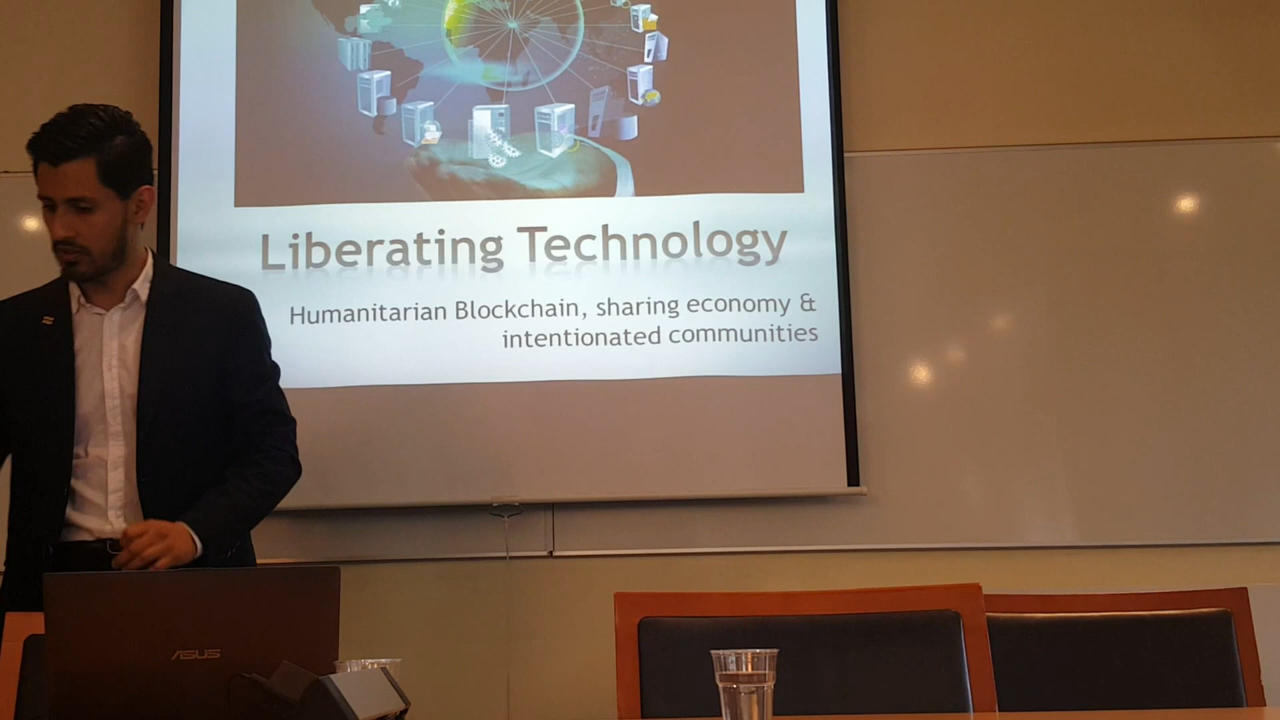 Liberating Technology
Humanitarian Blockchain, sharing economy &
intentionated communities
ASUS